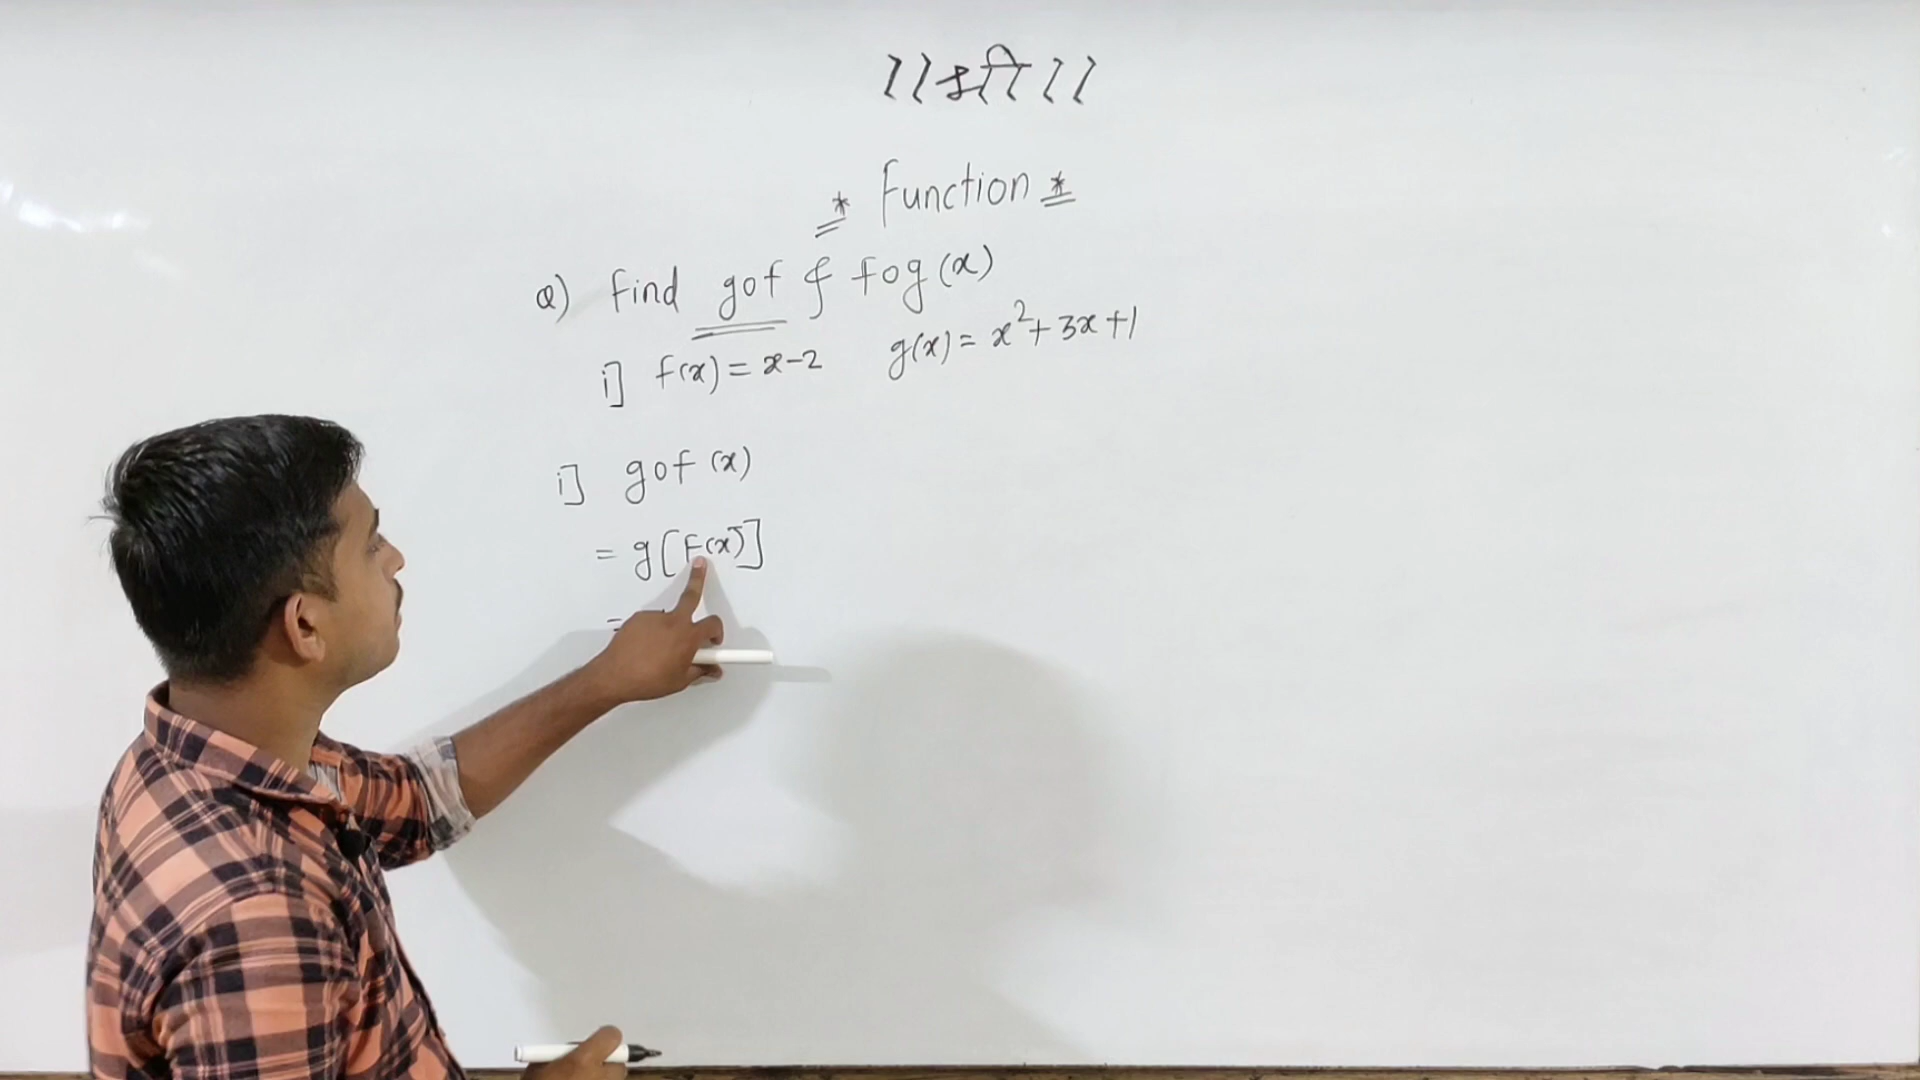 ।। श्री ।।
* Function *
Q) Find gof & fog(x)
i] f(x) = x-2 g(x) = x²+3x+1
i] gof (x)
= g[F(x)]
=